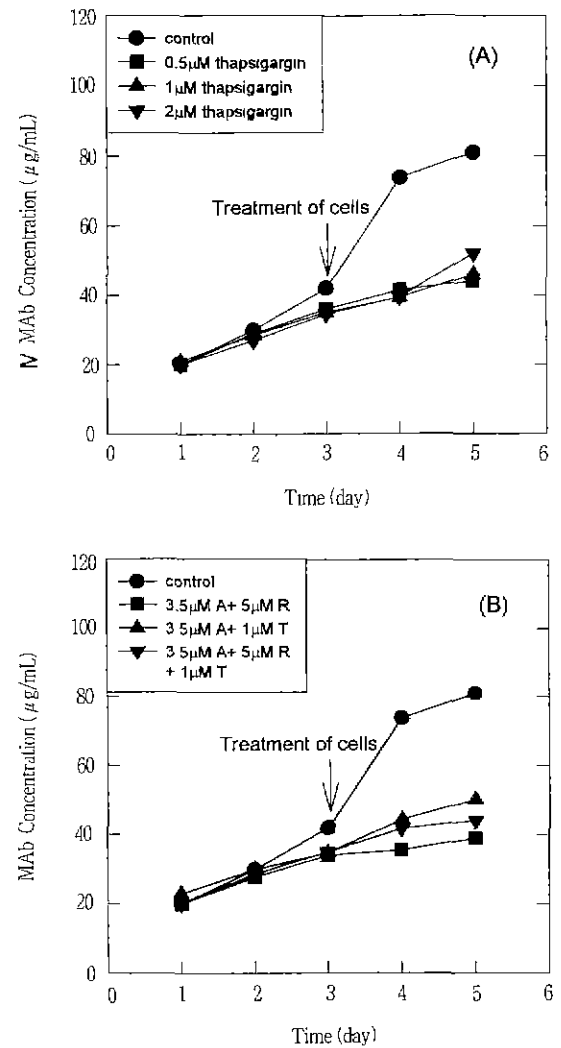 120
control
0.5μM thapsigargin
1μM thapsigargin
2μM thapsigargin
(A)
100
80
Treatment of cells
60
40
20
0
Ⅳ MAb Concentration (μg/mL)
0 1 2 3 4 5 6
Time (day)
120
control
3.5μM A+ 5μM R
3 5μM A+ 1μM T
3 5μM A+ 5μM R
+ 1μM T
(B)
100
80
Treatment of cells
60
40
20
0
MAb Concentration (μg/mL)
0 1 2 3 4 5 6
Time (day)